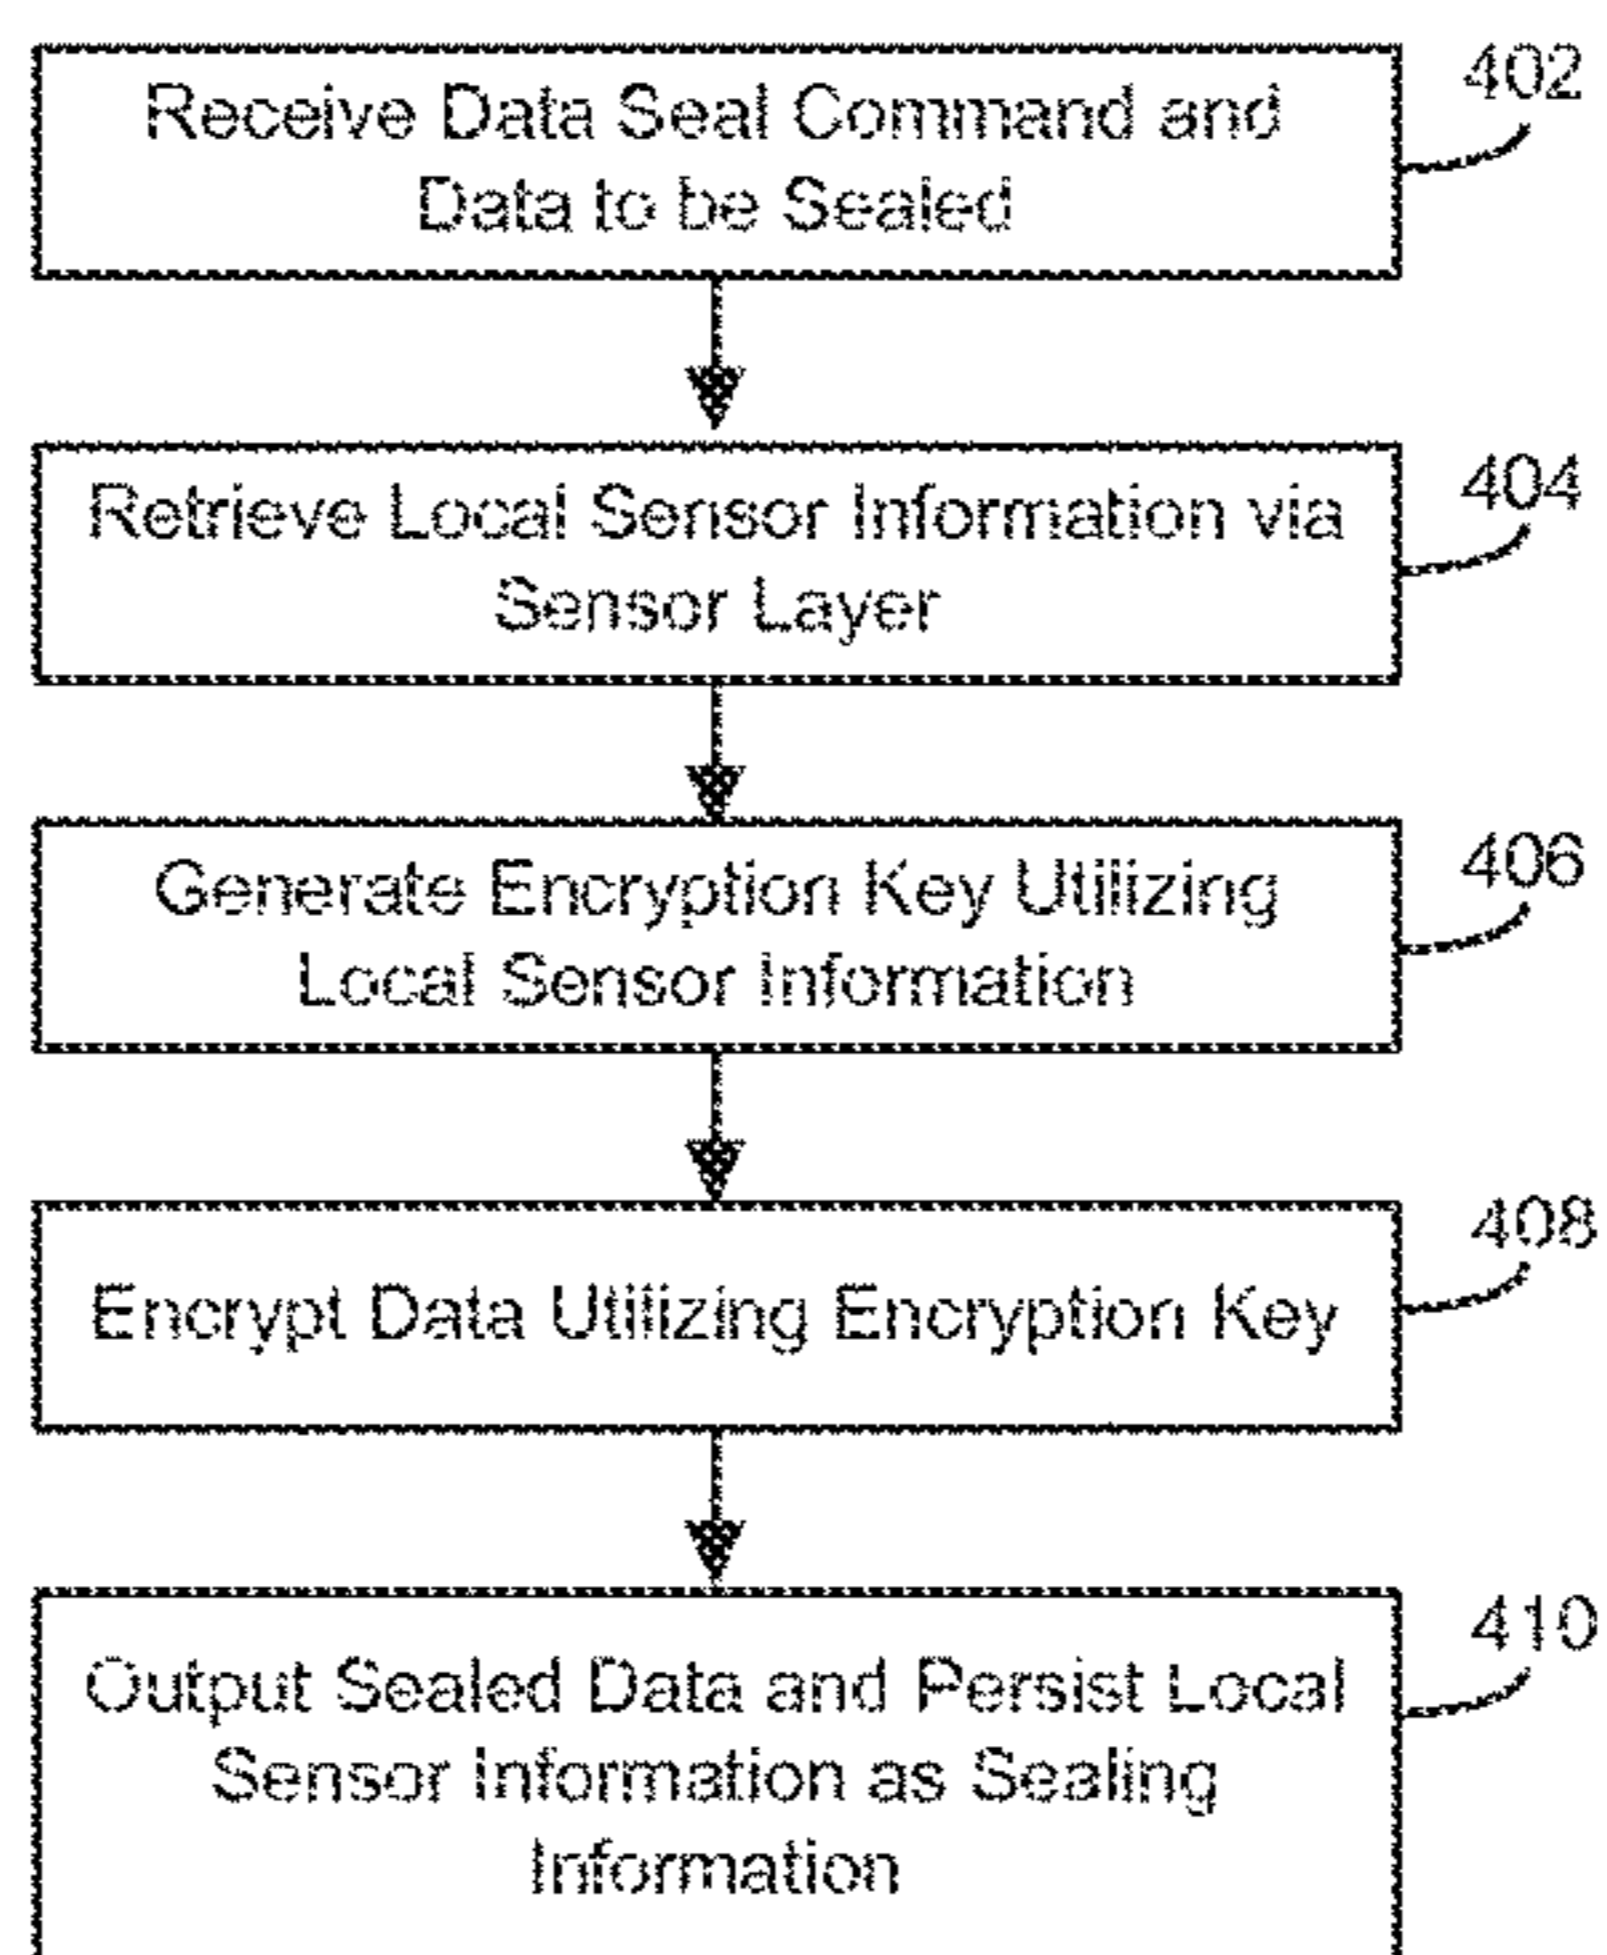 402
Receive Data Seal Command and
Data to be Sealed
404
Retrieve Local Sensor Information via
Sensor Layer
406
Generate Encryption Key Utilizing
Local Sensor Information
408
Encrypt Data Utilizing Encryption Key
410
Output Sealed Data and Persist Local
Sensor Information as Sealing
Information